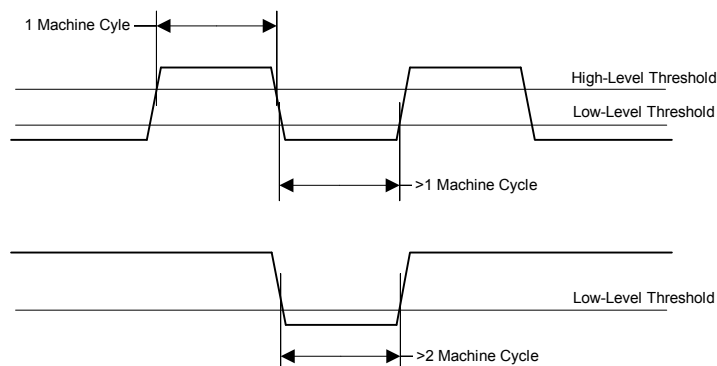 1 Machine Cyle
High-Level Threshold
Low-Level Threshold
>1 Machine Cycle
Low-Level Threshold
>2 Machine Cycle